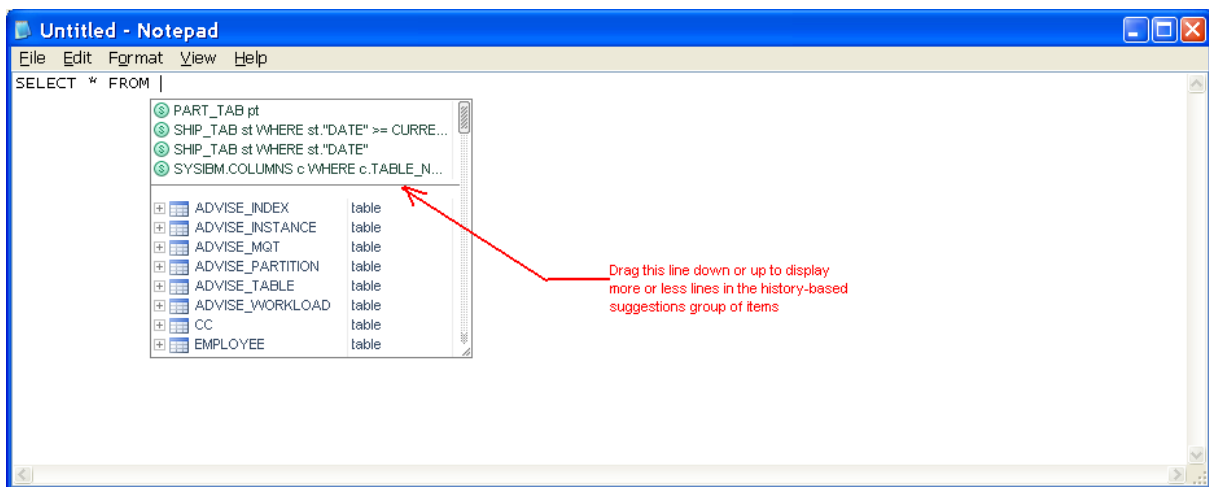 Untitled - Notepad
File Edit Format View Help
SELECT * FROM
PART_TAB pt
SHIP_TAB st WHERE st."DATE" >= CURRE...
SHIP_TAB st WHERE st."DATE"
SYSIBM.COLUMNS c WHERE c.TABLE_N...
ADVISE_INDEX table
ADVISE_INSTANCE table
ADVISE_MQT table
ADVISE_PARTITION table
ADVISE_TABLE table
ADVISE_WORKLOAD table
CC table
EMPLOYEE table
Drag this line down or up to display
more or less lines in the history-based
suggestions group of items